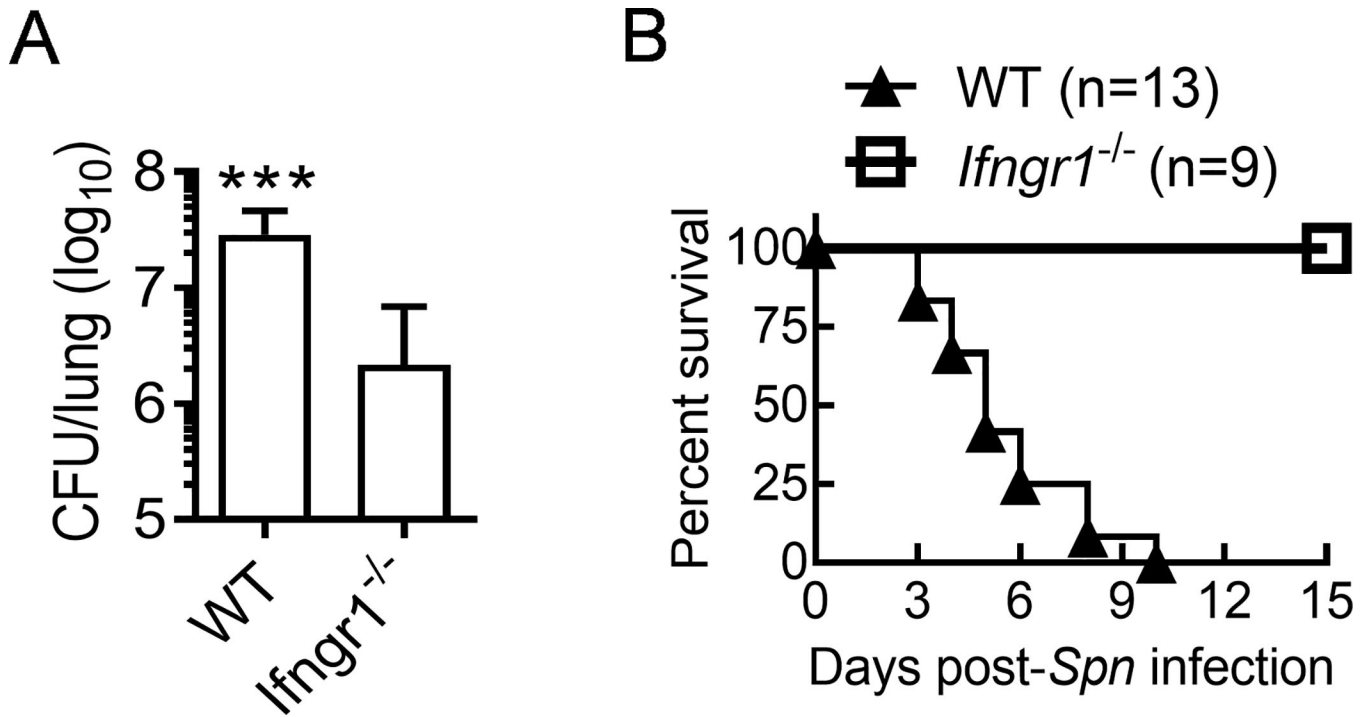 A
CFU/lung (log10)
8
7
6
5
***
WT
Ifngr1-/-
B
WT (n=13)
Ifngr1-/- (n=9)
Percent survival
100
75
50
25
0
0 3 6 9 12 15
Days post-Spn infection